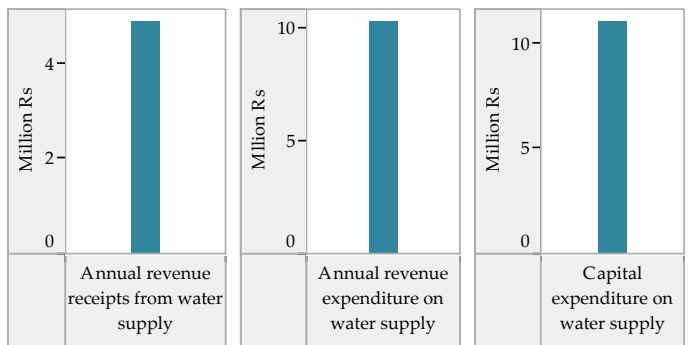 Million Rs
4
2
0
Annual revenue
receipts from water
supply
Mllion Rs
10
5
0
Annual revenue
expenditure on
water supply
Million Rs
10
5
0
Capital
expenditure on
water supply